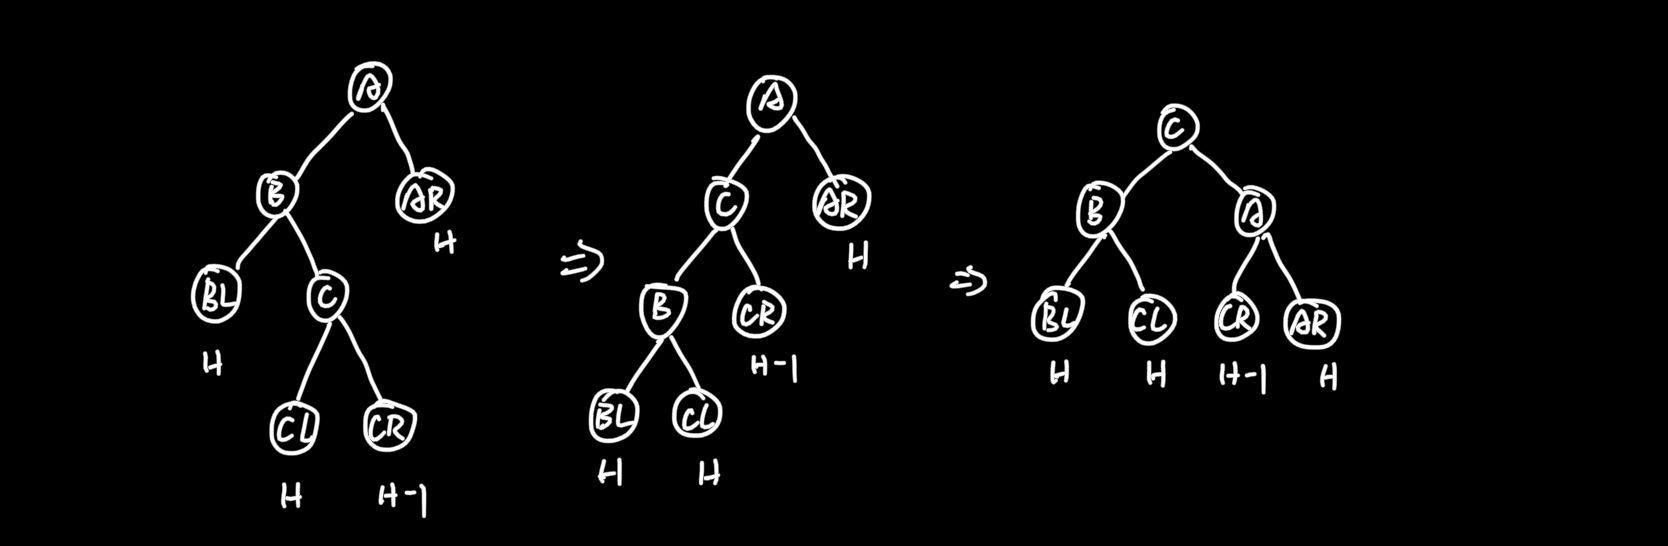 A
B AR
H
BL C
H
CL CR
H H-1
⇒
A
C AR
H
B CR
H-1
BL CL
H H
⇒
C
B A
BL CL CR AR
H H H-1 H